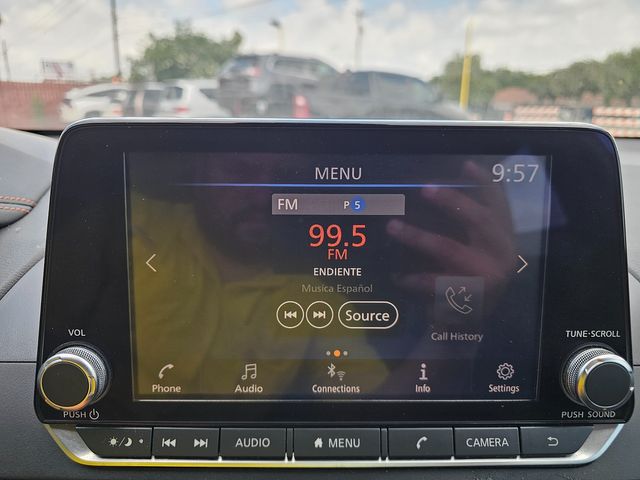 MENU 9:57
FM P 5
99.5
FM
ENDIENTE
Musica Español
Source
Call History
Phone Audio Connections Info Settings
VOL
PUSH
TUNE·SCROLL
PUSH SOUND
AUDIO MENU CAMERA